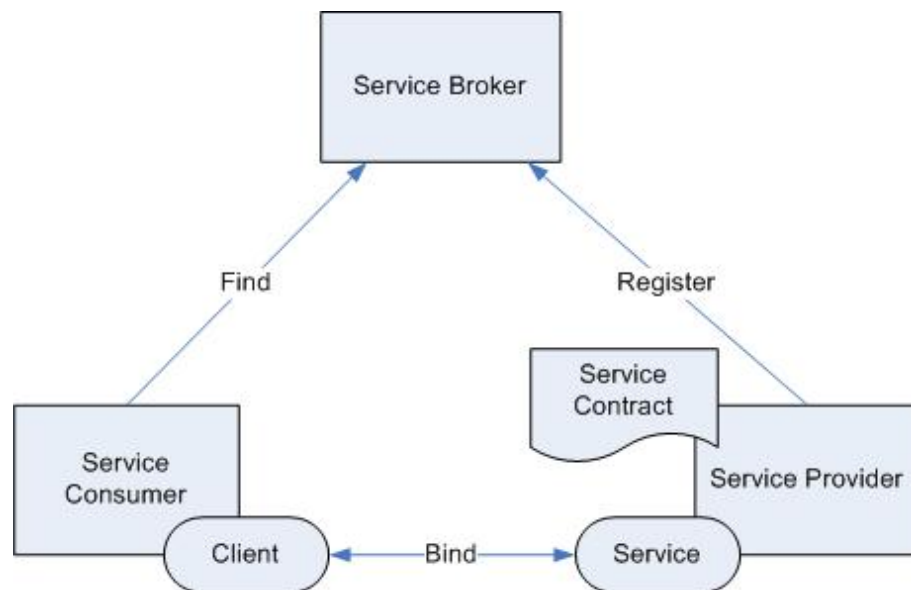 Service Broker
Find
Register
Service
Contract
Service
Consumer
Service Provider
Client
Bind
Service